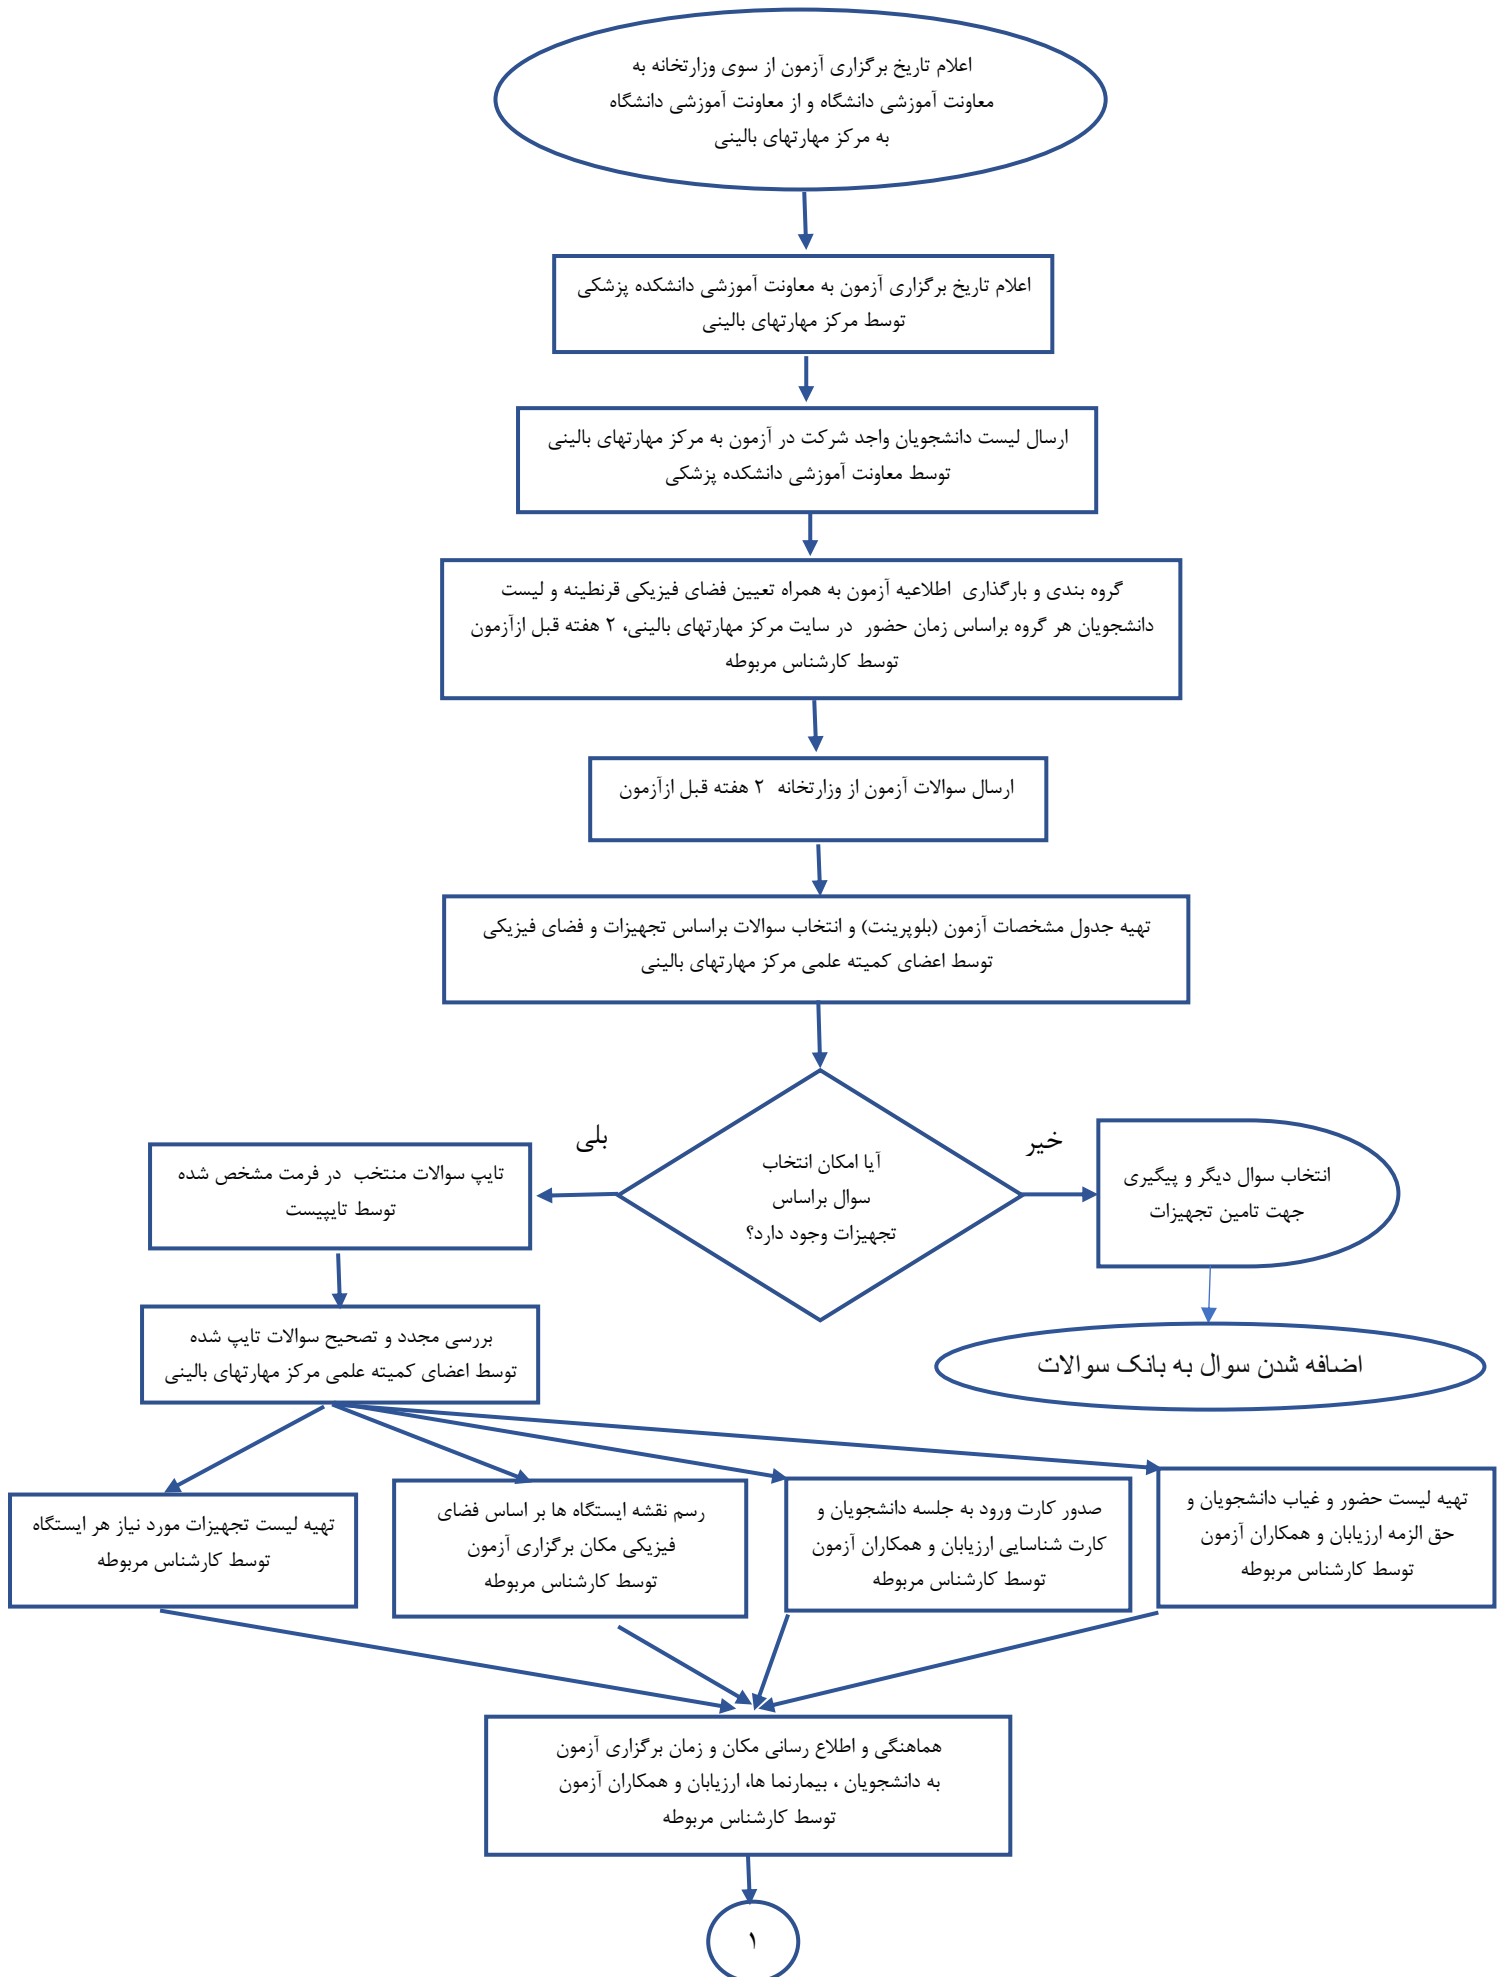 اعلام تاریخ برگزاری آزمون از سوی وزارتخانه به
معاونت آموزشی دانشگاه و از معاونت آموزشی دانشگاه
به مرکز مهارتهای بالینی
اعلام تاریخ برگزاری آزمون به معاونت آموزشی دانشکده پزشکی
توسط مرکز مهارتهای بالینی
ارسال لیست دانشجویان واجد شرکت در آزمون به مرکز مهارتهای بالینی
توسط معاونت آموزشی دانشکده پزشکی
گروه بندی و بارگذاری اطلاعیه آزمون به همراه تعیین فضای فیزیکی قرنطینه و لیست
دانشجویان هر گروه براساس زمان حضور در سایت مرکز مهارتهای بالینی، ۲ هفته قبل ازآزمون
توسط کارشناس مربوطه
ارسال سوالات آزمون از وزارتخانه ۲ هفته قبل ازآزمون
تهیه جدول مشخصات آزمون (بلوپرینت) و انتخاب سوالات براساس تجهیزات و فضای فیزیکی
توسط اعضای کمیته علمی مرکز مهارتهای بالینی
آیا امکان انتخاب
سوال براساس
تجهیزات وجود دارد؟
خیر
انتخاب سوال دیگر و پیگیری
جهت تامین تجهیزات
اضافه شدن سوال به بانک سوالات
بلی
تایپ سوالات منتخب در فرمت مشخص شده
توسط تایپیست
بررسی مجدد و تصحیح سوالات تایپ شده
توسط اعضای کمیته علمی مرکز مهارتهای بالینی
تهیه لیست حضور و غیاب دانشجویان و
حق الزمه ارزیابان و همکاران آزمون
توسط کارشناس مربوطه
صدور کارت ورود به جلسه دانشجویان و
کارت شناسایی ارزیابان و همکاران آزمون
توسط کارشناس مربوطه
رسم نقشه ایستگاه ها بر اساس فضای
فیزیکی مکان برگزاری آزمون
توسط کارشناس مربوطه
تهیه لیست تجهیزات مورد نیاز هر ایستگاه
توسط کارشناس مربوطه
هماهنگی و اطلاع رسانی مکان و زمان برگزاری آزمون
به دانشجویان ، بیمارنما ها، ارزیابان و همکاران آزمون
توسط کارشناس مربوطه
۱